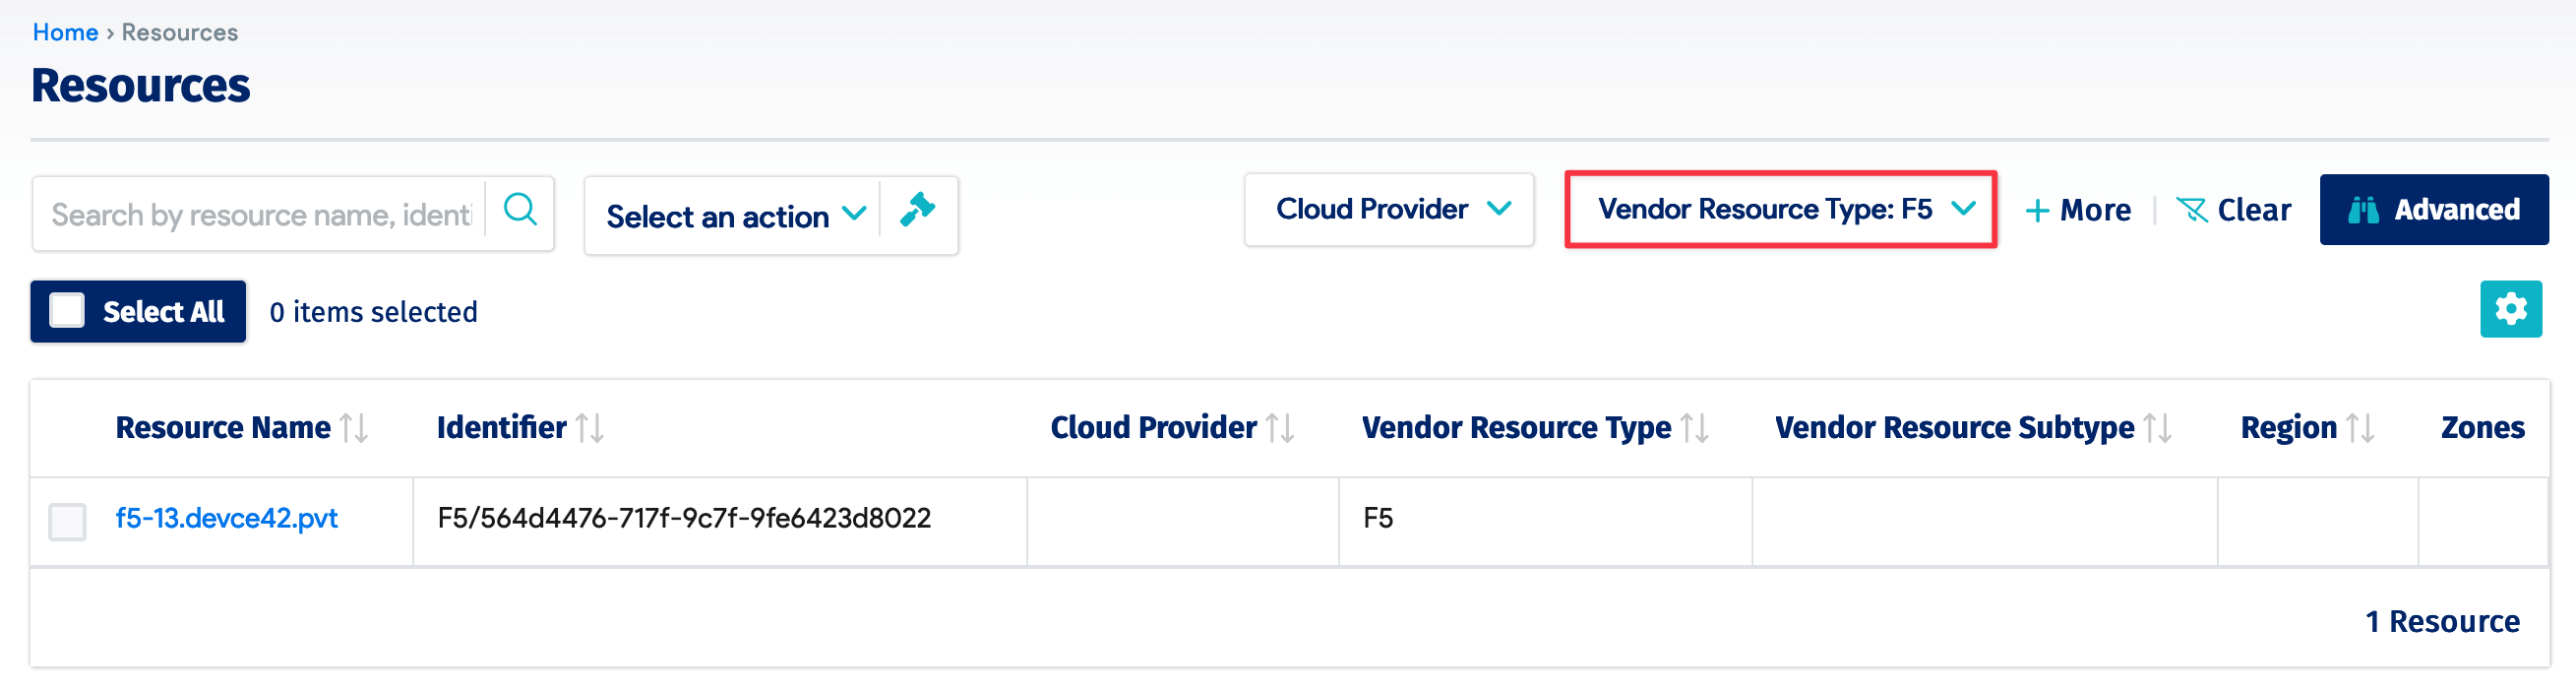 Home › Resources
Resources
Search by resource name, identi
Select an action
Cloud Provider
Vendor Resource Type: F5
+ More
Clear
Advanced
Select All
0 items selected
Resource Name Identifier Cloud Provider Vendor Resource Type Vendor Resource Subtype Region Zones
f5-13.devce42.pvt F5/564d4476-717f-9c7f-9fe6423d8022 F5
1 Resource